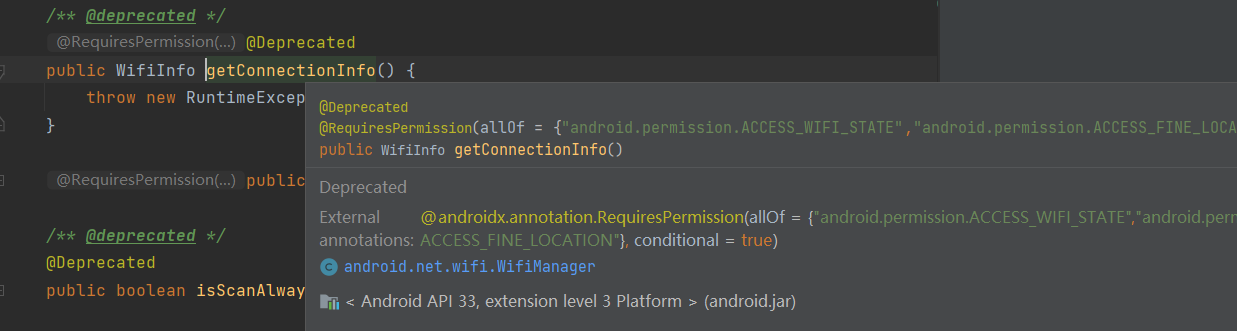 /** @deprecated */
@RequiresPermission(...) @Deprecated
public WifiInfo getConnectionInfo() {
throw new RuntimeExcep
}
@RequiresPermission(...) public
/** @deprecated */
@Deprecated
public boolean isScanAlway
@Deprecated
@RequiresPermission(allOf = {"android.permission.ACCESS_WIFI_STATE","android.permission.ACCESS_FINE_LOCA
public WifiInfo getConnectionInfo()
Deprecated
External annotations: @androidx.annotation.RequiresPermission(allOf = {"android.permission.ACCESS_WIFI_STATE","android.perm
ACCESS_FINE_LOCATION"}, conditional = true)
C android.net.wifi.WifiManager
< Android API 33, extension level 3 Platform > (android.jar)